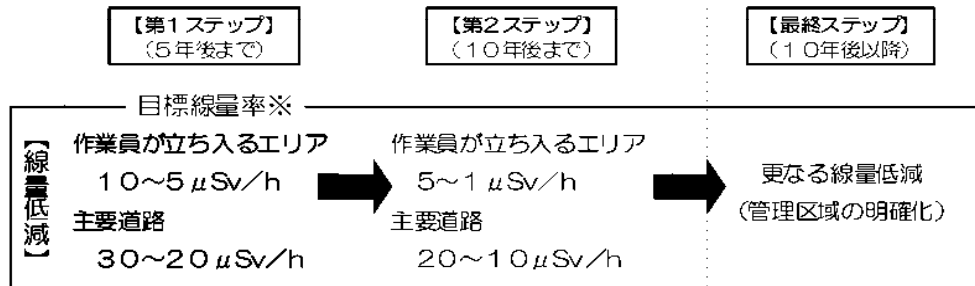 【第1ステップ】
(5年後まで)
【第2ステップ】
(10年後まで)
【最終ステップ】
(10年後以降)
目標線量率※
【線量低減】
作業員が立ち入るエリア
10～5μSv/h
主要道路
30～20μSv/h
作業員が立ち入るエリア
5～1μSv/h
主要道路
20～10μSv/h
更なる線量低減
(管理区域の明確化)